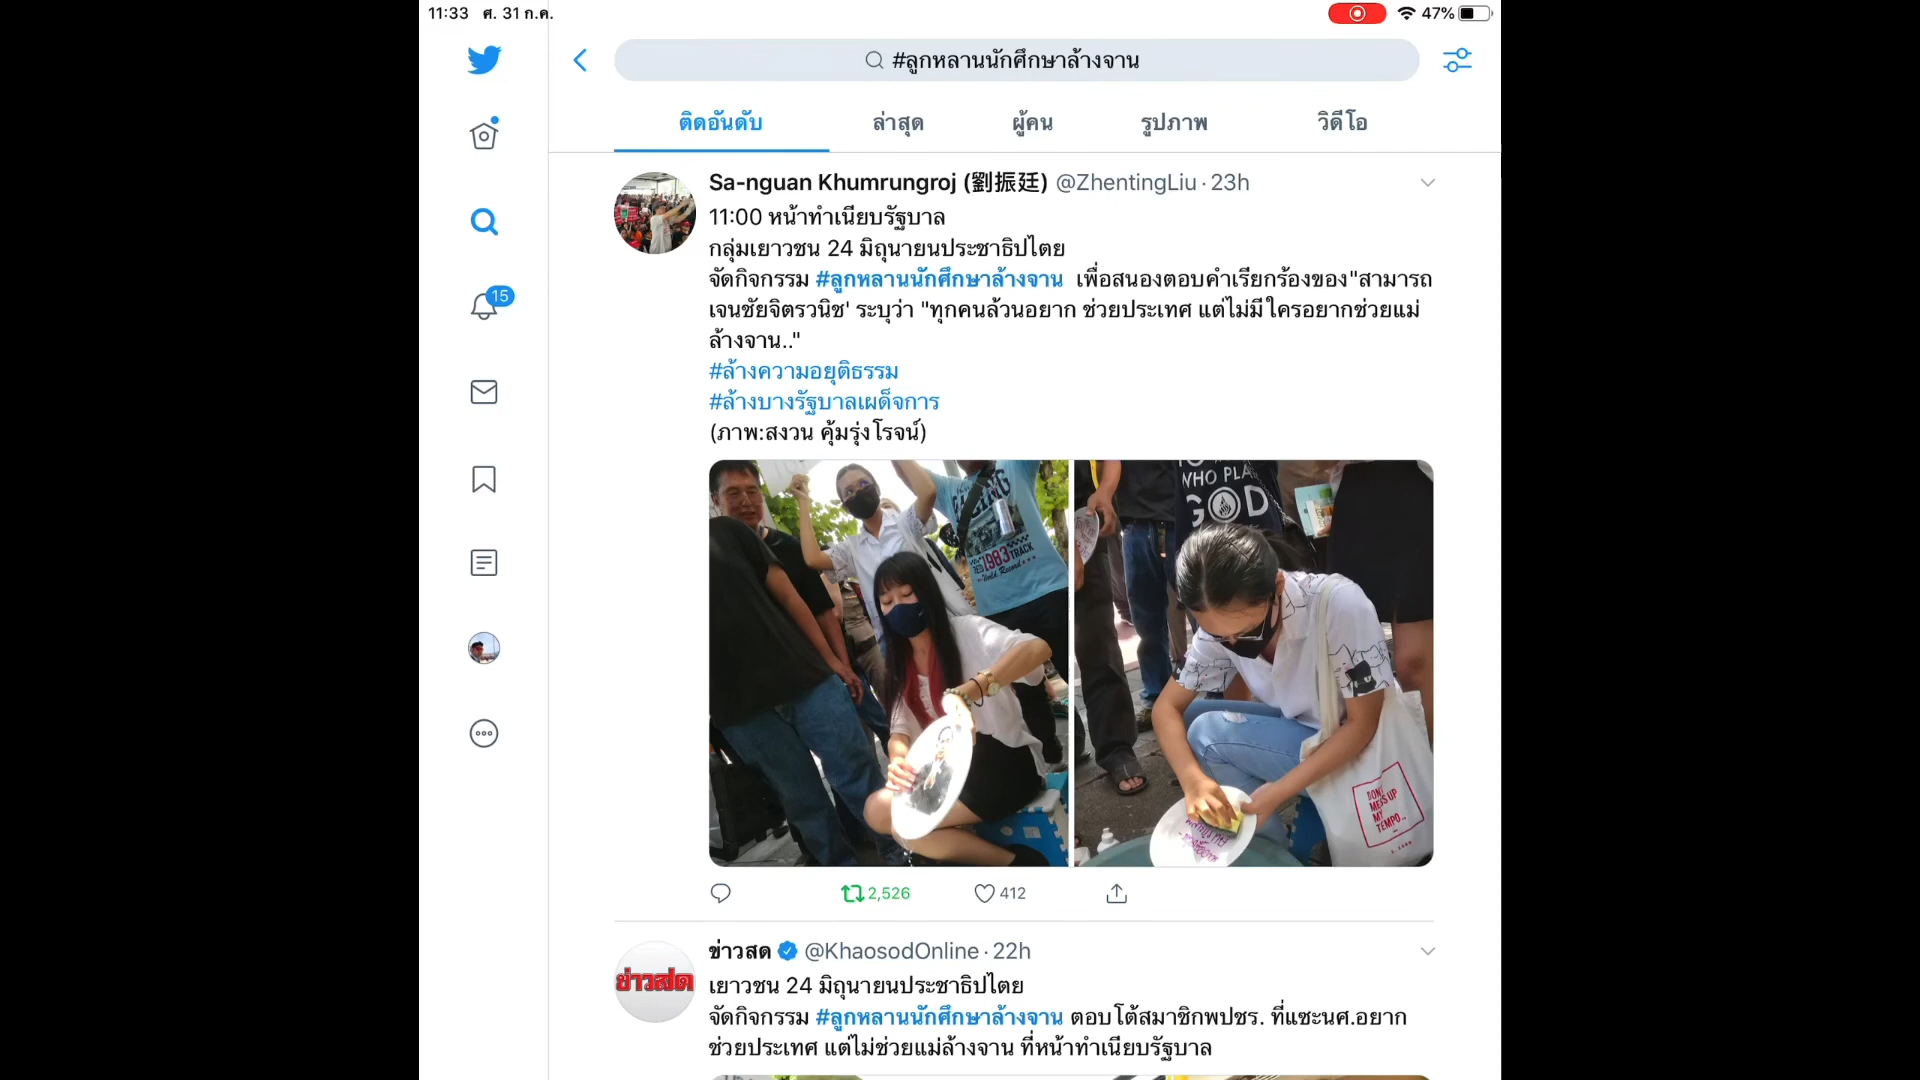 11:33 ศ. 31 ก.ค.
47%
#ลูกหลานนักศึกษาล้างจาน
ติดอันดับ ล่าสุด ผู้คน รูปภาพ วิดีโอ
15
Sa-nguan Khumrungroj (劉振廷) @ZhentingLiu · 23h
11:00 หน้าทำเนียบรัฐบาล
กลุ่มเยาวชน 24 มิถุนายนประชาธิปไตย
จัดกิจกรรม #ลูกหลานนักศึกษาล้างจาน เพื่อสนองตอบคำเรียกร้องของ"สามารถ
เจนชัยจิตรวนิช' ระบุว่า "ทุกคนล้วนอยาก ช่วยประเทศ แต่ไม่มีใครอยากช่วยแม่
ล้างจาน.."
#ล้างความอยุติธรรม
#ล้างบางรัฐบาลเผด็จการ
(ภาพ:สงวน คุ้มรุ่งโรจน์)
1983
TRACK
World Record
WHO PLA
GOD
DON'T
MESS UP
MY
TEMPO..
2,526 412
ข่าวสด @KhaosodOnline · 22h
ข่าวสด
เยาวชน 24 มิถุนายนประชาธิปไตย
จัดกิจกรรม #ลูกหลานนักศึกษาล้างจาน ตอบโต้สมาชิกพปชร. ที่แซะนศ.อยาก
ช่วยประเทศ แต่ไม่ช่วยแม่ล้างจาน ที่หน้าทำเนียบรัฐบาล